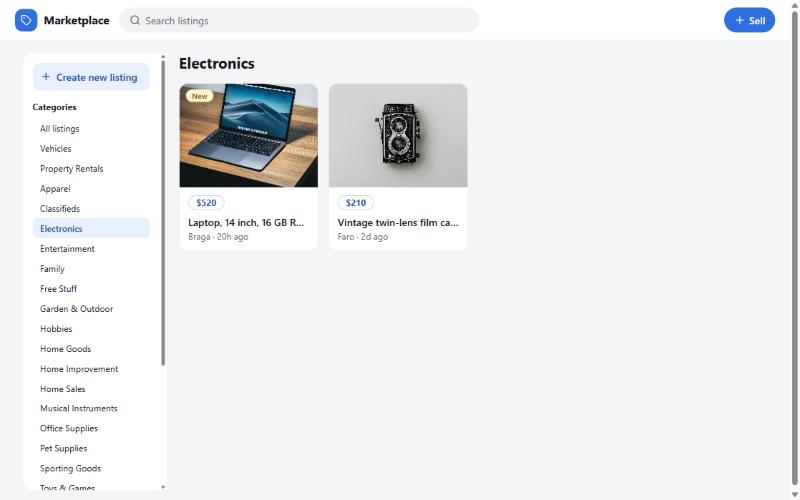 Marketplace
Search listings
Sell
Create new listing
Categories
All listings
Vehicles
Property Rentals
Apparel
Classifieds
Electronics
Entertainment
Family
Free Stuff
Garden & Outdoor
Hobbies
Home Goods
Home Improvement
Home Sales
Musical Instruments
Office Supplies
Pet Supplies
Sporting Goods
Toys & Games
Electronics
New
$520
Laptop, 14 inch, 16 GB R...
Braga · 20h ago
$210
Vintage twin-lens film ca...
Faro · 2d ago